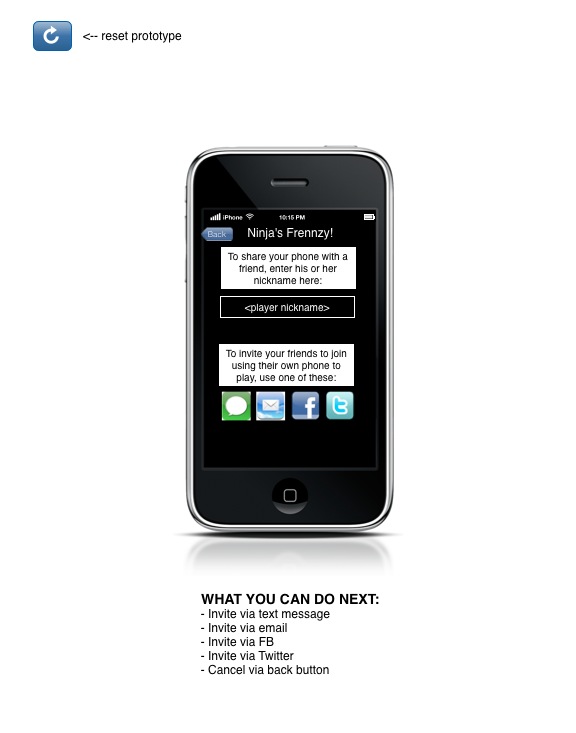 <-- reset prototype
iPhone 10:15 PM
Back Ninja's Frennzy!
To share your phone with a
friend, enter his or her
nickname here:
<player nickname>
To invite your friends to join
using their own phone to
play, use one of these:
WHAT YOU CAN DO NEXT:
- Invite via text message
- Invite via email
- Invite via FB
- Invite via Twitter
- Cancel via back button